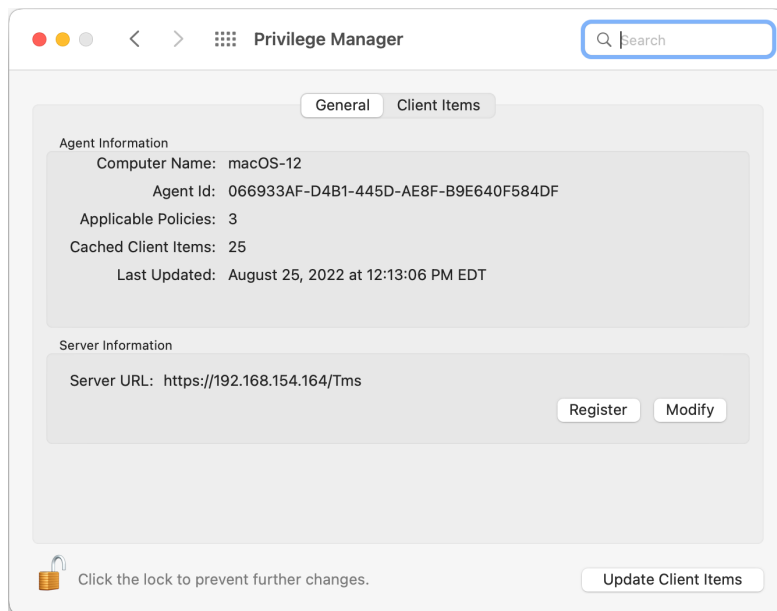 Privilege Manager
Search
General Client Items
Agent Information
Computer Name: macOS-12
Agent Id: 066933AF-D4B1-445D-AE8F-B9E640F584DF
Applicable Policies: 3
Cached Client Items: 25
Last Updated: August 25, 2022 at 12:13:06 PM EDT
Server Information
Server URL: https://192.168.154.164/Tms
Register Modify
Click the lock to prevent further changes.
Update Client Items